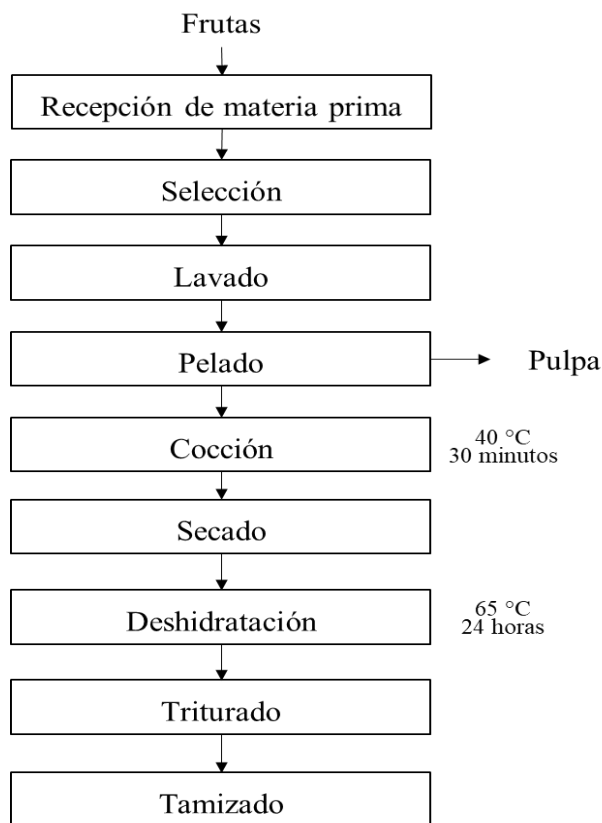 Frutas
Recepción de materia prima
Selección
Lavado
Pelado
Pulpa
Cocción
40 °C
30 minutos
Secado
Deshidratación
65 °C
24 horas
Triturado
Tamizado